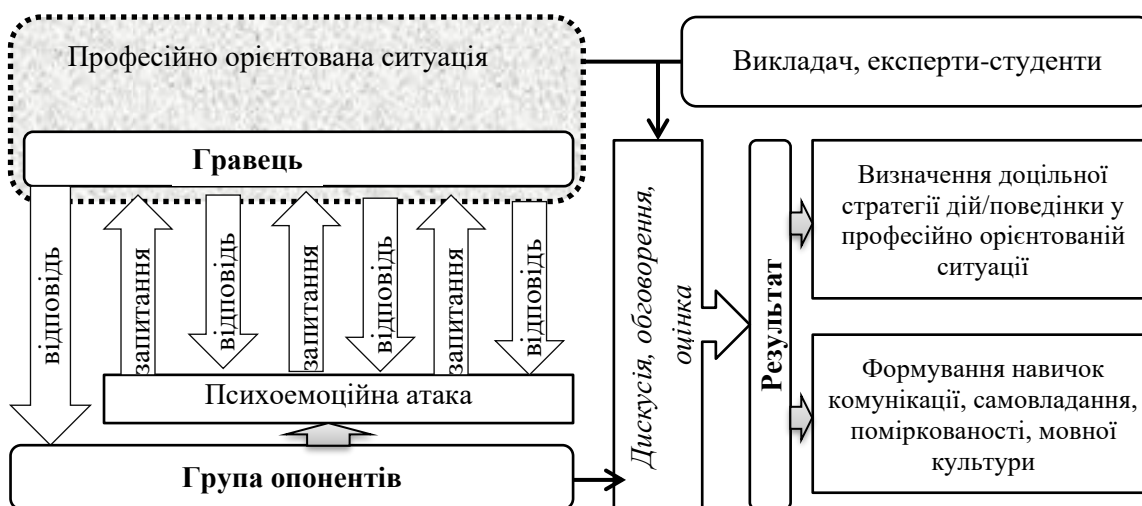 Професійно орієнтована ситуація
Викладач, експерти-студенти
Гравець
відповідь
запитання
відповідь
запитання
відповідь
запитання
відповідь
Психоемоційна атака
Група опонентів
Дискусія, обговорення,
оцінка
Результат
Визначення доцільної
стратегії дій/поведінки у
професійно орієнтованій
ситуації
Формування навичок
комунікації, самовладання,
поміркованості, мовної
культури